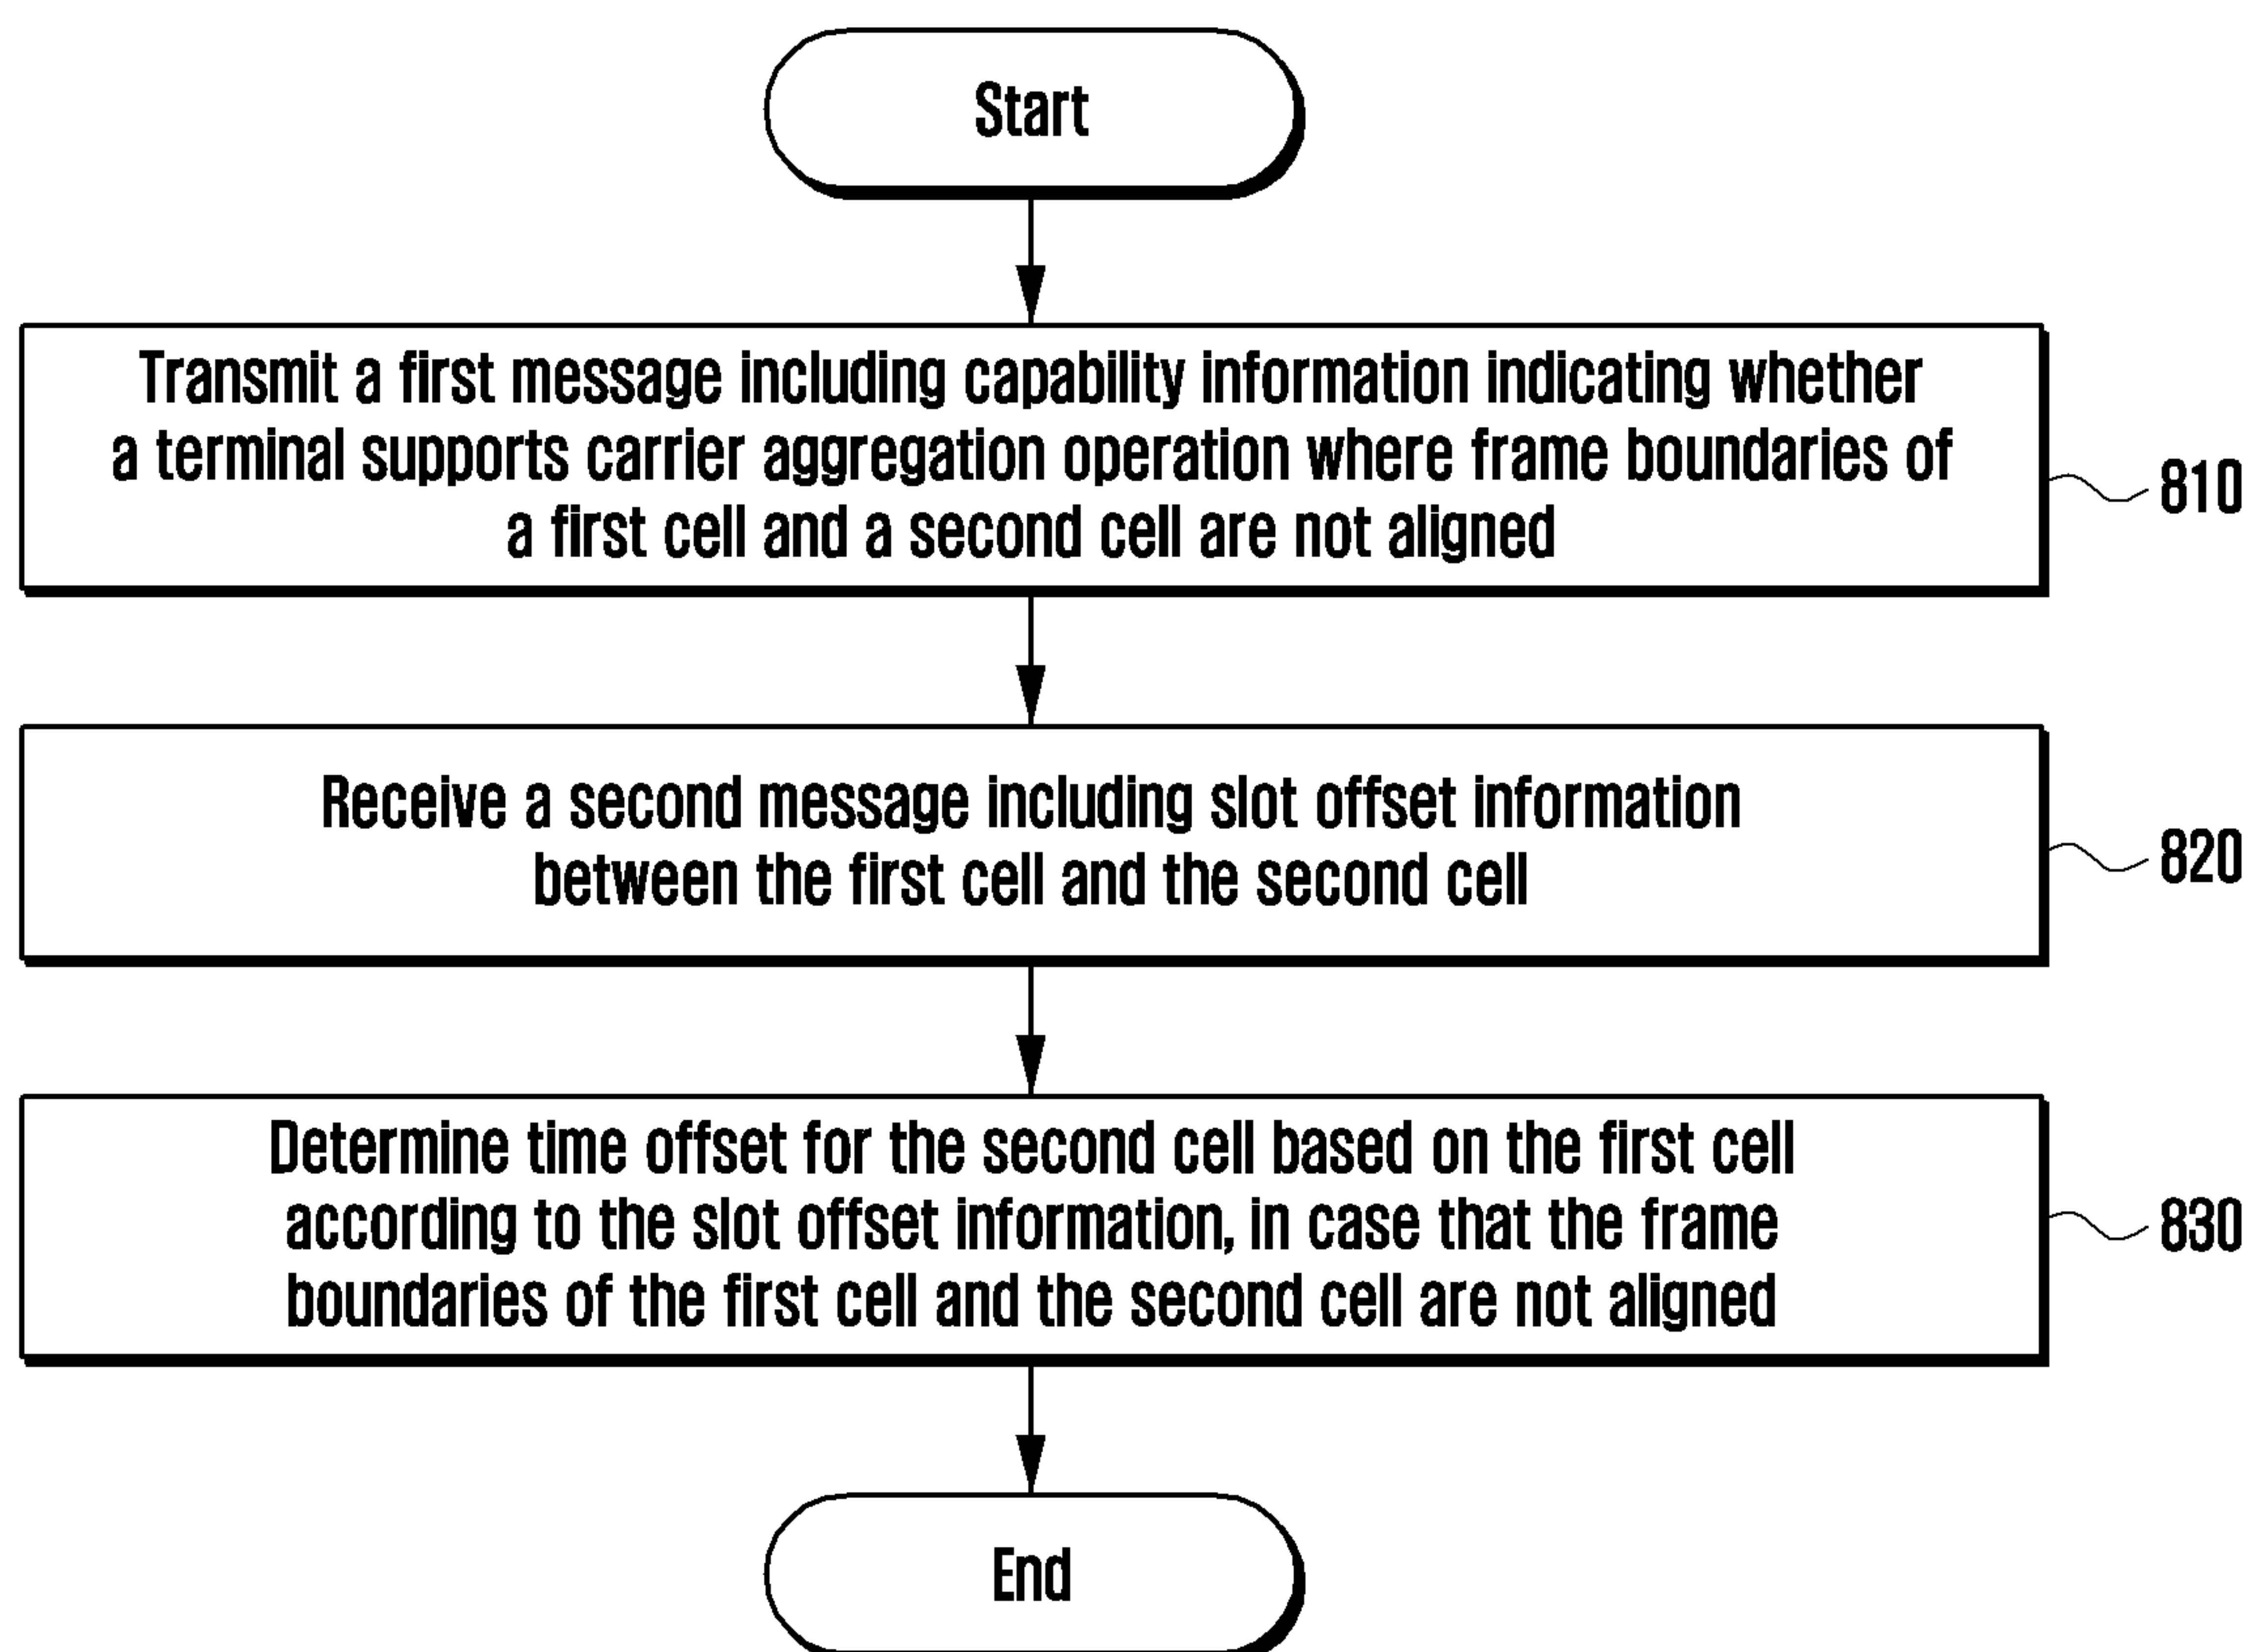 Start
Transmit a first message including capability information indicating whether
a terminal supports carrier aggregation operation where frame boundaries of
a first cell and a second cell are not aligned
810
Receive a second message including slot offset information
between the first cell and the second cell
820
Determine time offset for the second cell based on the first cell
according to the slot offset information, in case that the frame
boundaries of the first cell and the second cell are not aligned
830
End